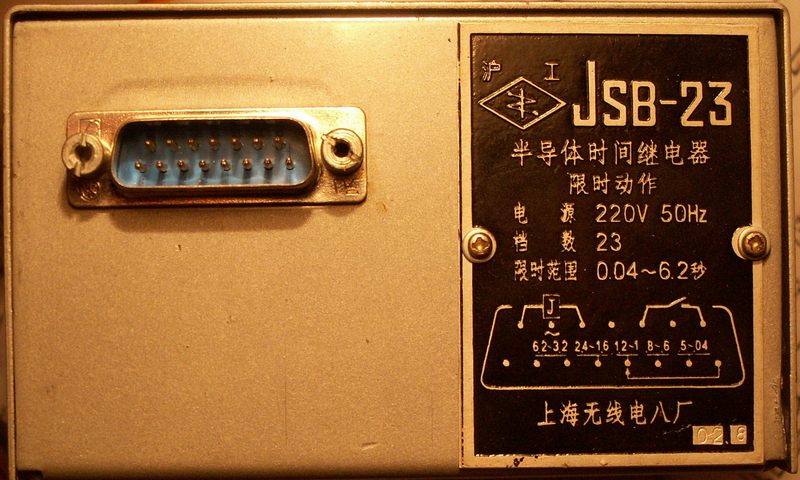 沪 工
JSB-23
半导体时间继电器
限时动作
电 源 220V 50Hz
档 数 23
限时范围 0.04～6.2秒
J
～
6.2~3.2 2.4~1.6 1.2~1 .8~.6 .5~.04
上海无线电八厂